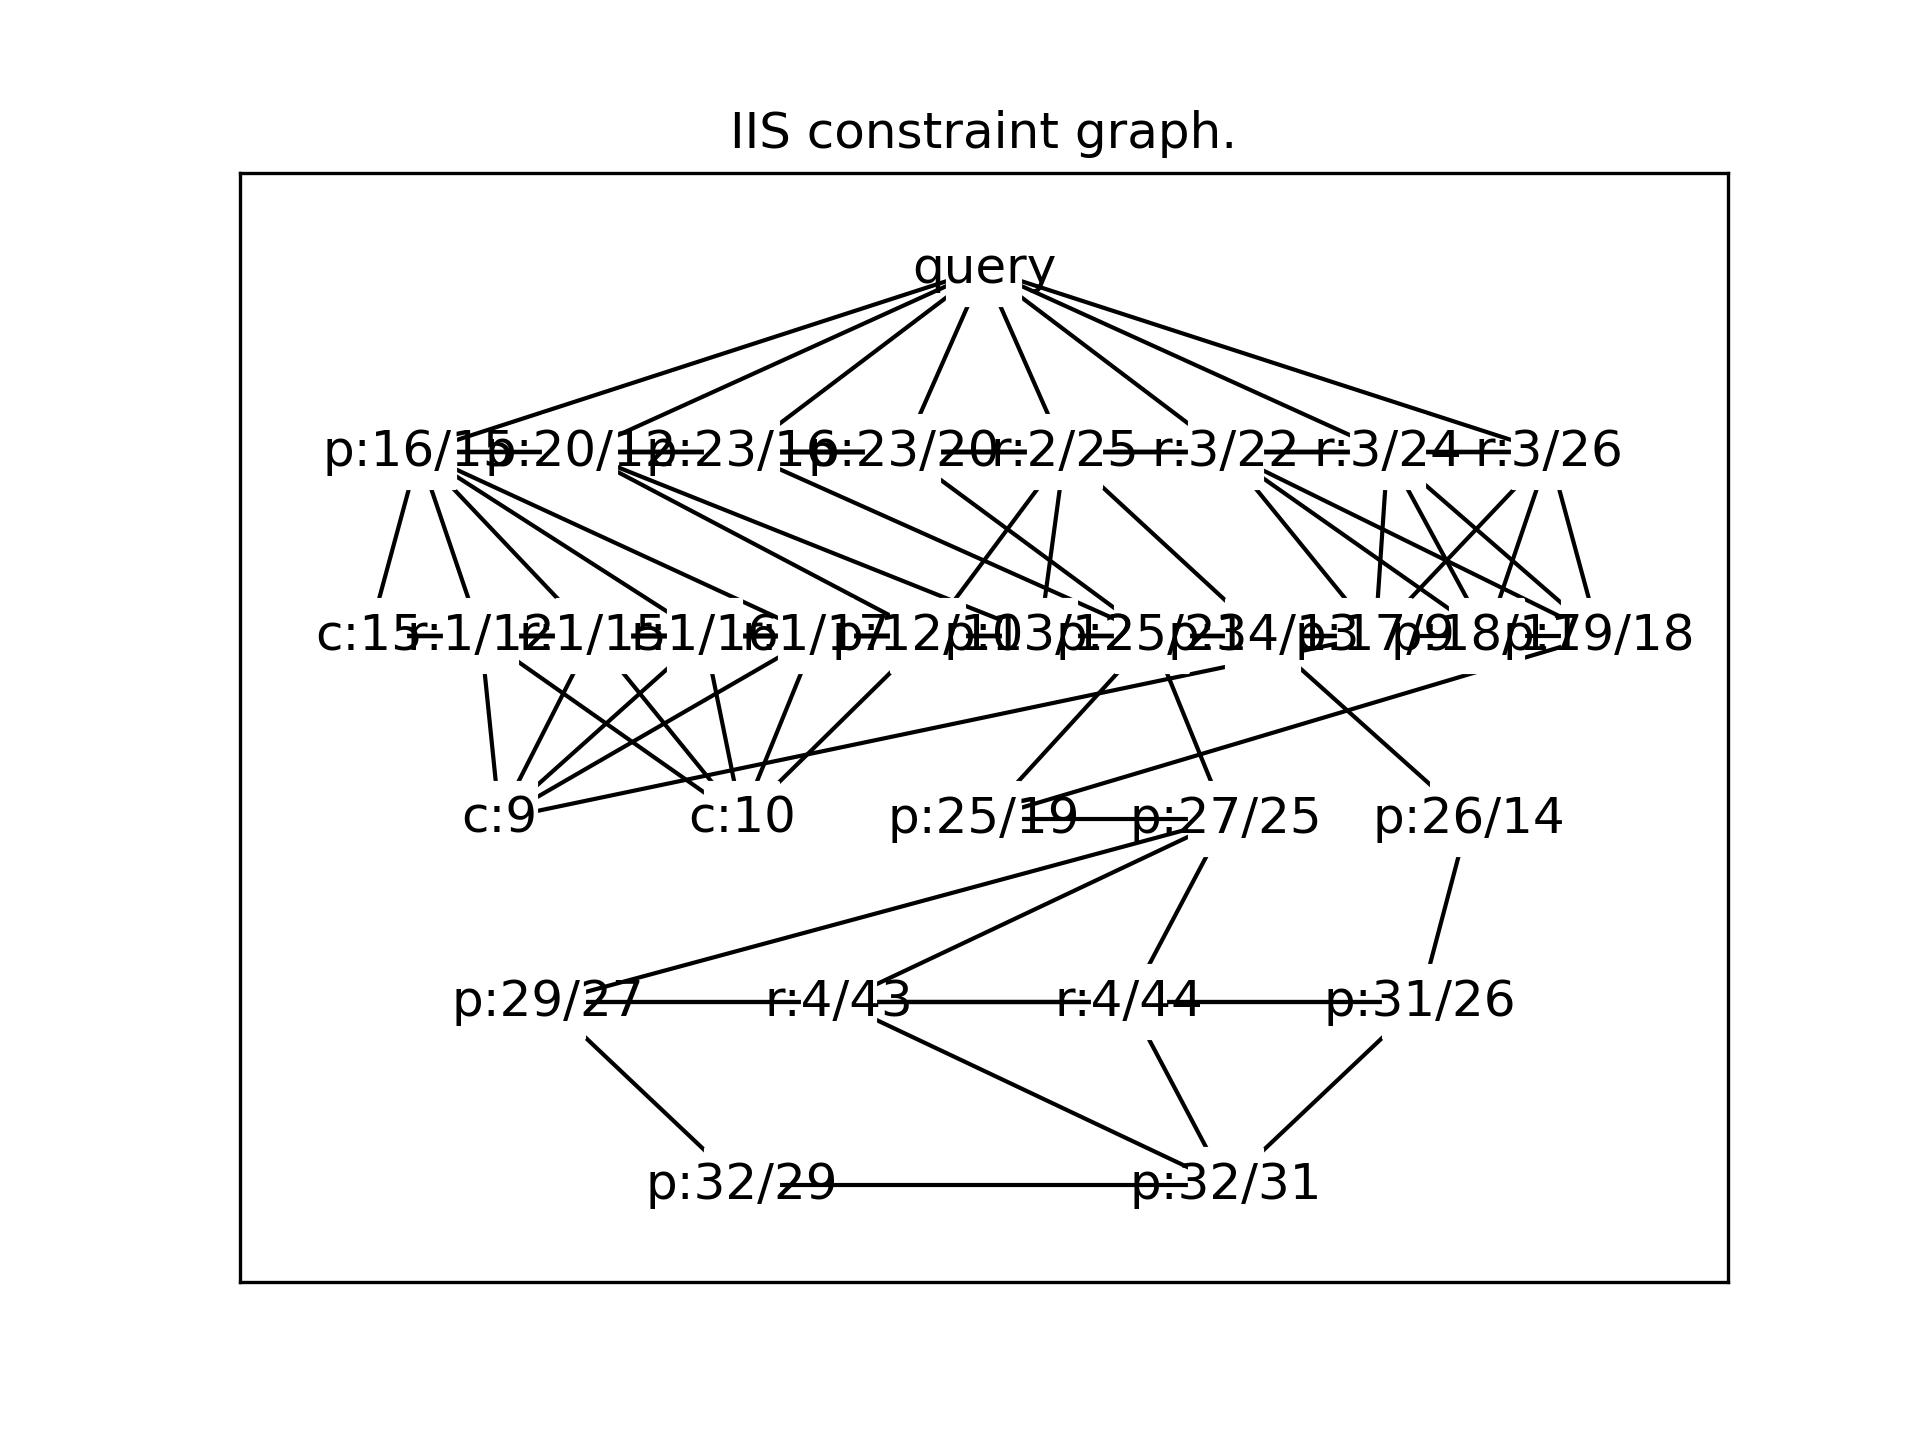 IIS constraint graph.
query
p:16/15 p:20/12 p:23/16 p:23/20 r:2/25 r:3/22 r:3/24 r:3/26
c:15 r:1/12 r:1/15 r:1/16 r:1/17 p:12/10 p:25/23 p:14/13 p:17/9 p:18/17 p:19/18
c:9 c:10 p:25/19 p:27/25 p:26/14
p:29/27 r:4/43 r:4/44 p:31/26
p:32/29 p:32/31